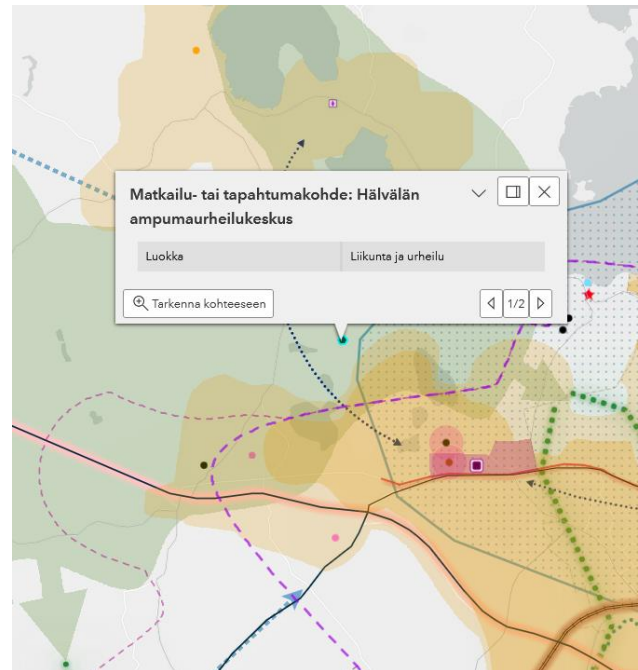 Matkailu- tai tapahtumakohde: Hälvälän
ampumaurheilukeskus
Luokka Liikunta ja urheilu
Tarkenna kohteeseen 1/2